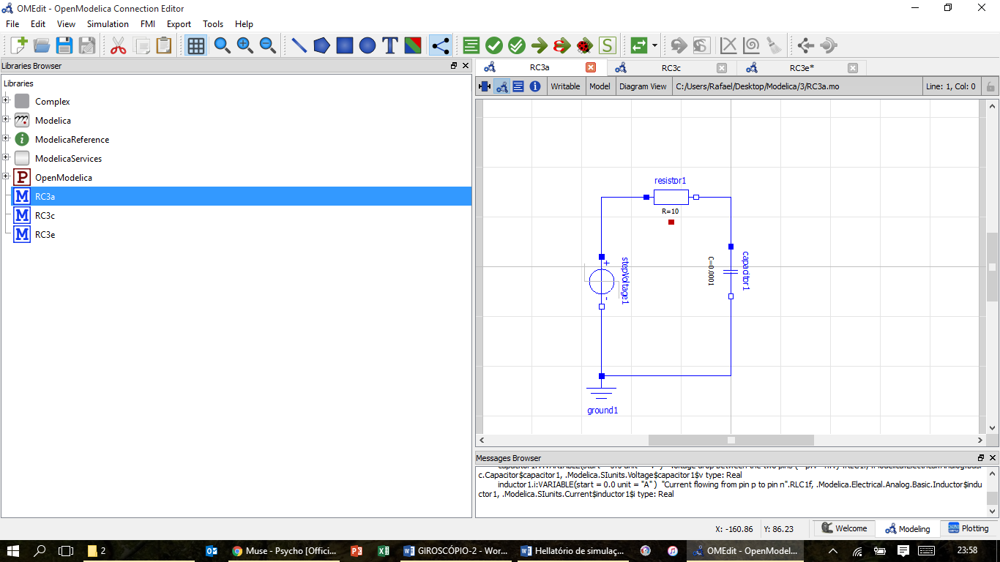 OMEdit - OpenModelica Connection Editor
File Edit View Simulation FMI Export Tools Help
Libraries Browser
Libraries
Complex
Modelica
ModelicaReference
ModelicaServices
P OpenModelica
M RC3a
M RC3c
M RC3e
RC3a RC3c RC3e*
Writable Model Diagram View C:/Users/Rafael/Desktop/Modelica/3/RC3a.mo Line: 1, Col: 0
resistor1
R=10
+
stepVoltage1
-
C=0.0001
capacitor1
ground1
Messages Browser
c.Capacitor$capacitor1, .Modelica.SIunits.Voltage$capacitor1$v type: Real
inductor1.i:VARIABLE(start = 0.0 unit = "A" ) "Current flowing from pin p to pin n".RLC1f, .Modelica.Electrical.Analog.Basic.Inductor$indu
ctor1, .Modelica.SIunits.Current$inductor1$i type: Real
X: -160.86 Y: 86.23 Welcome Modeling Plotting
2 Muse - Psycho [Offici... GIROSCÓPIO-2 - Wor... Hellatório de simulaç... OMEdit - OpenModel... 23:58